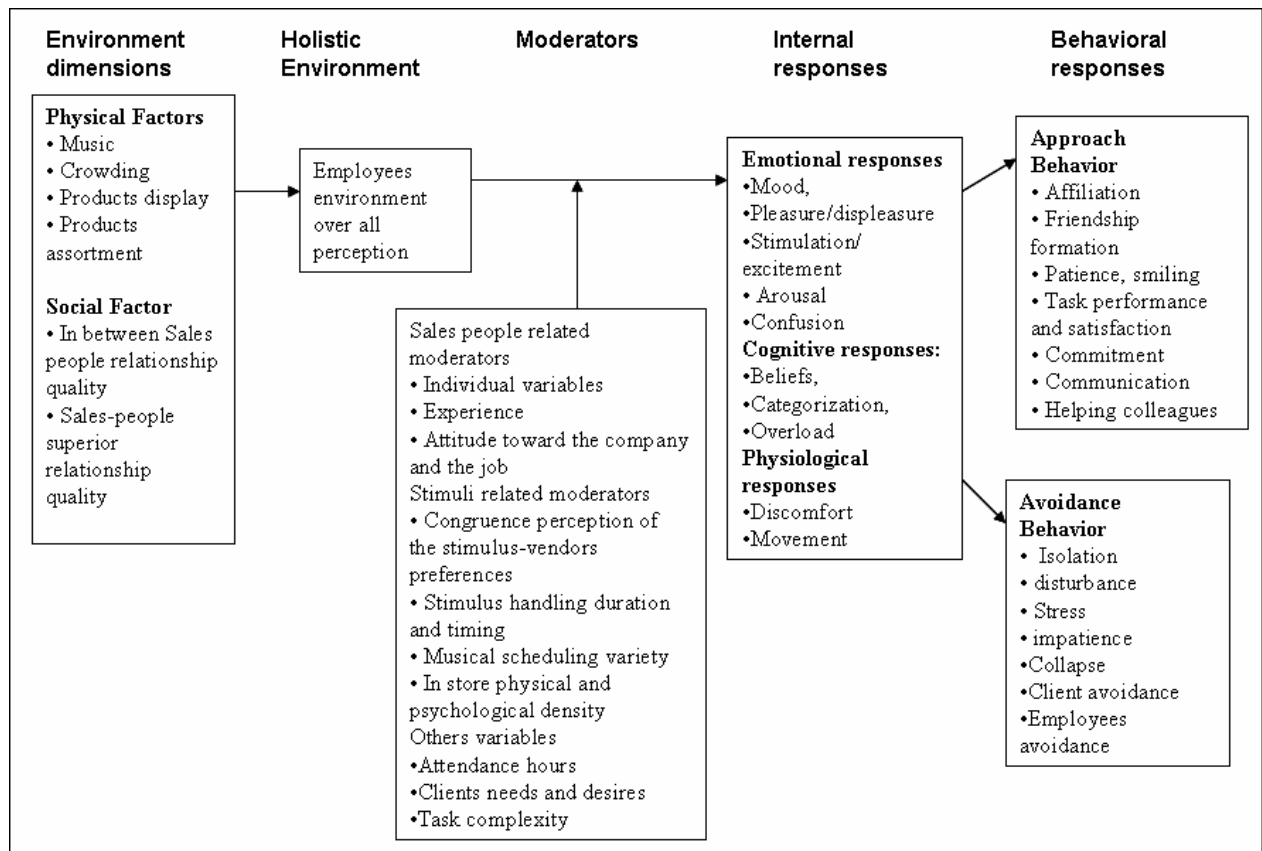 Environment
dimensions
Holistic
Environment
Moderators
Internal
responses
Behavioral
responses
Physical Factors
• Music
• Crowding
• Products display
• Products
assortment
Social Factor
• In between Sales
people relationship
quality
• Sales-people
superior
relationship
quality
Employees
environment
over all
perception
Sales people related
moderators
• Individual variables
• Experience
• Attitude toward the company
and the job
Stimuli related moderators
• Congruence perception of
the stimulus-vendors
preferences
• Stimulus handling duration
and timing
• Musical scheduling variety
• In store physical and
psychological density
Others variables
•Attendance hours
•Clients needs and desires
•Task complexity
Emotional responses
•Mood,
•Pleasure/displeasure
•Stimulation/
excitement
• Arousal
• Confusion
Cognitive responses:
•Beliefs,
•Categorization,
•Overload
Physiological
responses
•Discomfort
•Movement
Approach
Behavior
• Affiliation
• Friendship
formation
• Patience, smiling
• Task performance
and satisfaction
• Commitment
• Communication
• Helping colleagues
Avoidance
Behavior
• Isolation
• disturbance
• Stress
• impatience
•Collapse
•Client avoidance
•Employees
avoidance